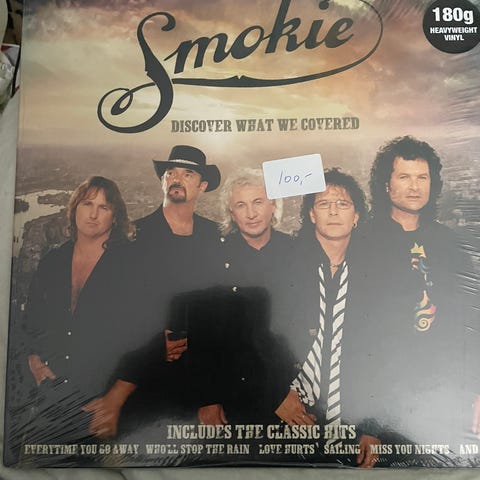 Smokie
180g
HEAVYWEIGHT
VINYL
DISCOVER WHAT WE COVERED
100,-
INCLUDES THE CLASSIC HITS
EVERYTIME YOU GO AWAY WHO'LL STOP THE RAIN LOVE HURTS SAILING MISS YOU NIGHTS AND